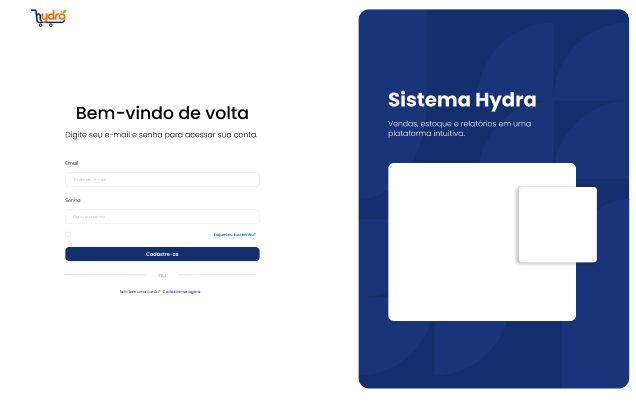 hydra
Bem-vindo de volta
Digite seu e-mail e senha para acessar sua conta.
Email
Digite seu e-mail
Senha
Digite sua senha
Esqueceu sua senha?
Cadastre-se
OU
Não tem uma conta? Cadastre-se agora.
Sistema Hydra
Vendas, estoque e relatórios em uma
plataforma intuitiva.